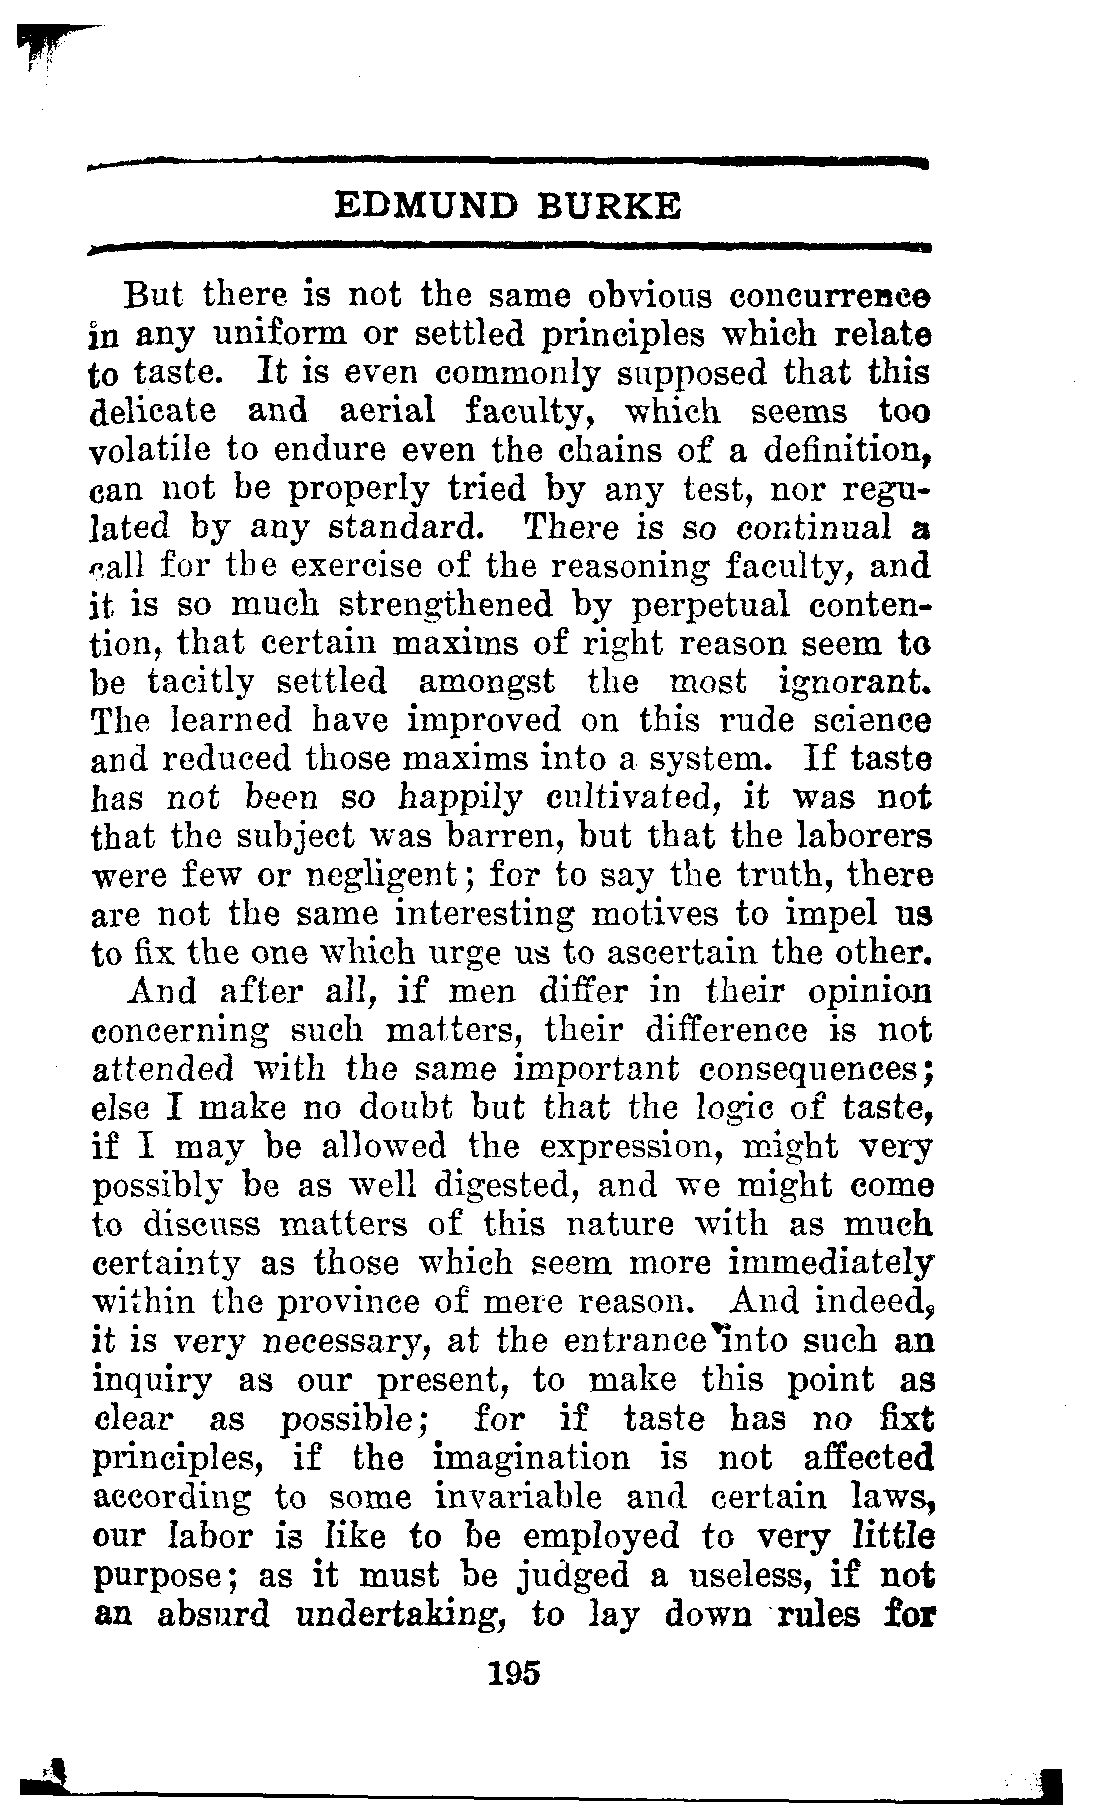 EDMUND BURKE
But there is not the same obvious concurrence
in any uniform or settled principles which relate
to taste. It is even commonly supposed that this
delicate and aerial faculty, which seems too
volatile to endure even the chains of a definition,
can not be properly tried by any test, nor regu-
lated by any standard. There is so continual a
call for the exercise of the reasoning faculty, and
it is so much strengthened by perpetual conten-
tion, that certain maxims of right reason seem to
be tacitly settled amongst the most ignorant.
The learned have improved on this rude science
and reduced those maxims into a system. If taste
has not been so happily cultivated, it was not
that the subject was barren, but that the laborers
were few or negligent; for to say the truth, there
are not the same interesting motives to impel us
to fix the one which urge us to ascertain the other.
And after all, if men differ in their opinion
concerning such matters, their difference is not
attended with the same important consequences;
else I make no doubt but that the logic of taste,
if I may be allowed the expression, might very
possibly be as well digested, and we might come
to discuss matters of this nature with as much
certainty as those which seem more immediately
within the province of mere reason. And indeed,
it is very necessary, at the entrance into such an
inquiry as our present, to make this point as
clear as possible; for if taste has no fixt
principles, if the imagination is not affected
according to some invariable and certain laws,
our labor is like to be employed to very little
purpose; as it must be judged a useless, if not
an absurd undertaking, to lay down rules for
195